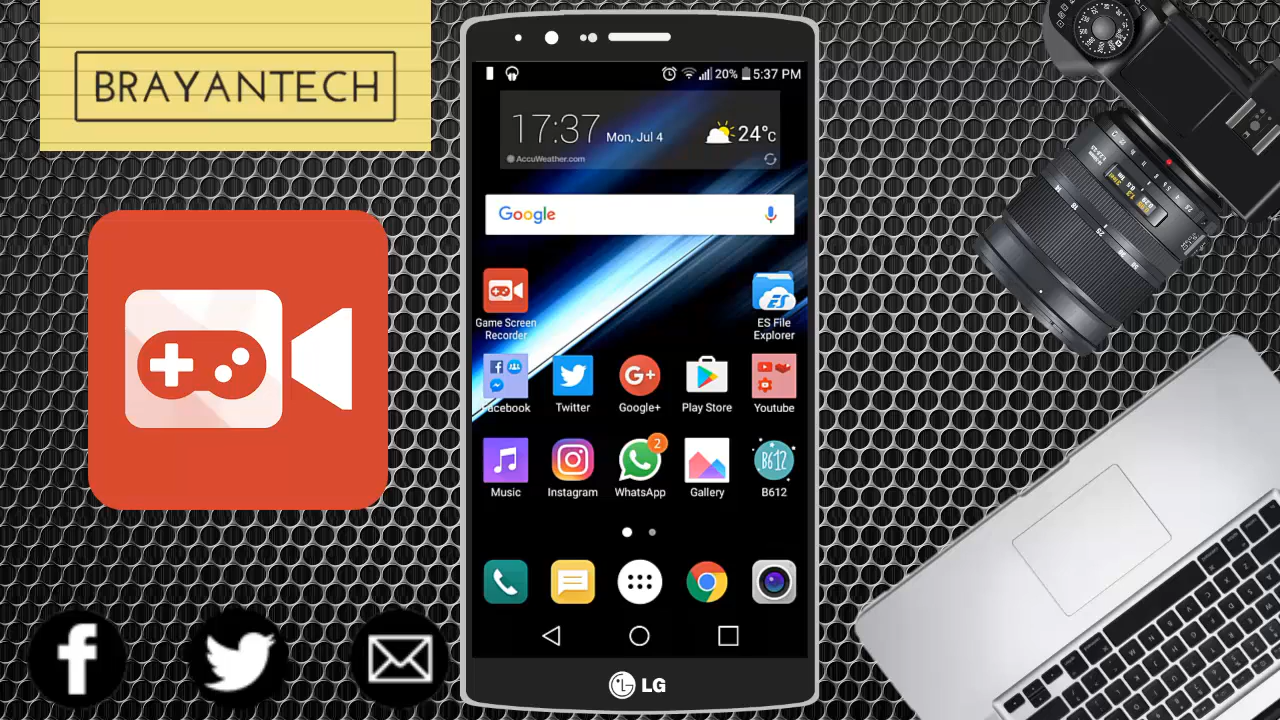 BRAYANTECH
20% 5:37 PM
17:37 Mon, Jul 4 24°C
AccuWeather.com
Google
Game Screen
Recorder
ES File
Explorer
Facebook Twitter Google+ Play Store Youtube
Music Instagram WhatsApp Gallery B612
2
B612
LG